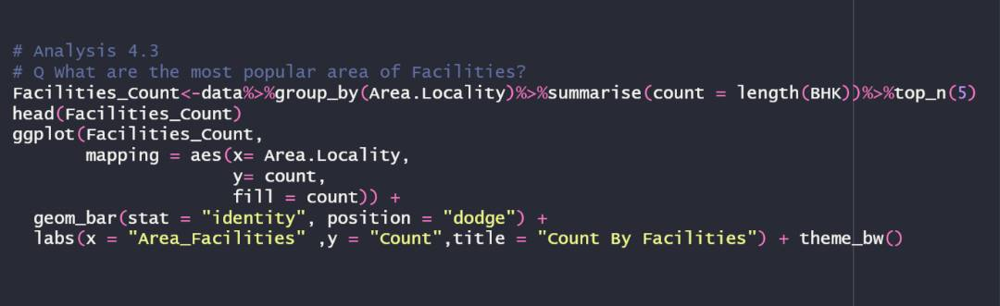 # Analysis 4.3
# Q What are the most popular area of Facilities?
Facilities_Count<-data%>%group_by(Area.Locality)%>%summarise(count = length(BHK))%>%top_n(5)
head(Facilities_Count)
ggplot(Facilities_Count,
       mapping = aes(x= Area.Locality,
                     y= count,
                     fill = count)) +
  geom_bar(stat = "identity", position = "dodge") +
  labs(x = "Area_Facilities" ,y = "Count",title = "Count By Facilities") + theme_bw()